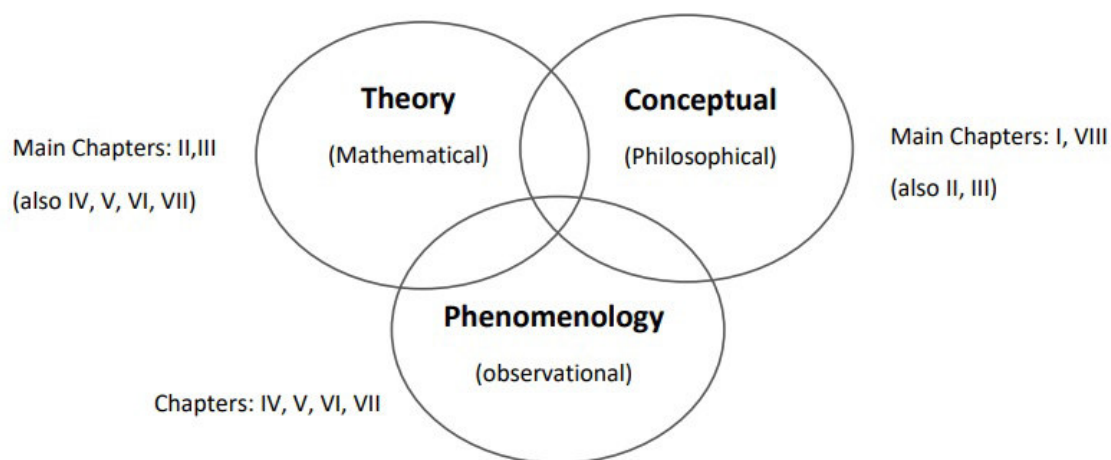 Theory
(Mathematical)
Conceptual
(Philosophical)
Main Chapters: II,III
(also IV, V, VI, VII)
Main Chapters: I, VIII
(also II, III)
Phenomenology
(observational)
Chapters: IV, V, VI, VII